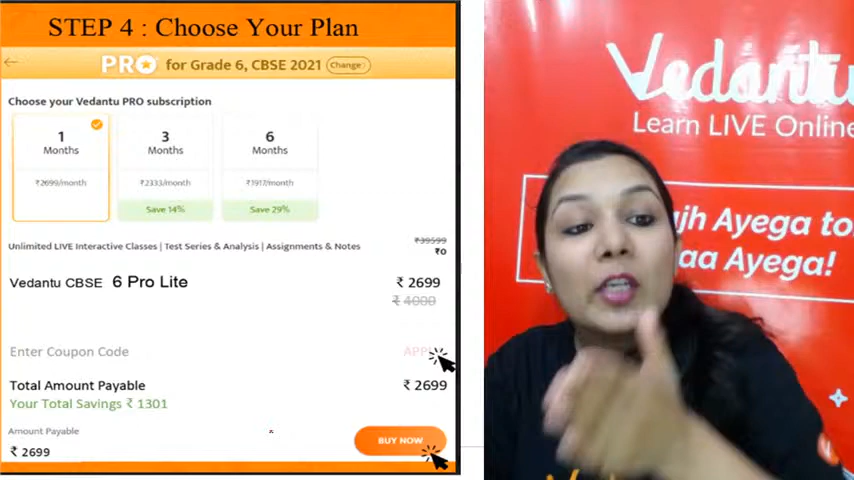 STEP 4 : Choose Your Plan
PRO for Grade 6, CBSE 2021 Change
Choose your Vedantu PRO subscription
1
Months
₹2699/month
3
Months
₹2333/month
Save 14%
6
Months
₹1917/month
Save 29%
Unlimited LIVE Interactive Classes | Test Series & Analysis | Assignments & Notes
₹39599
₹0
Vedantu CBSE 6 Pro Lite
₹ 2699
₹ 4000
Enter Coupon Code
Total Amount Payable
₹ 2699
Your Total Savings ₹ 1301
Amount Payable
₹ 2699
BUY NOW
Vedantu
Learn LIVE Online
Ayega to
Ayega!